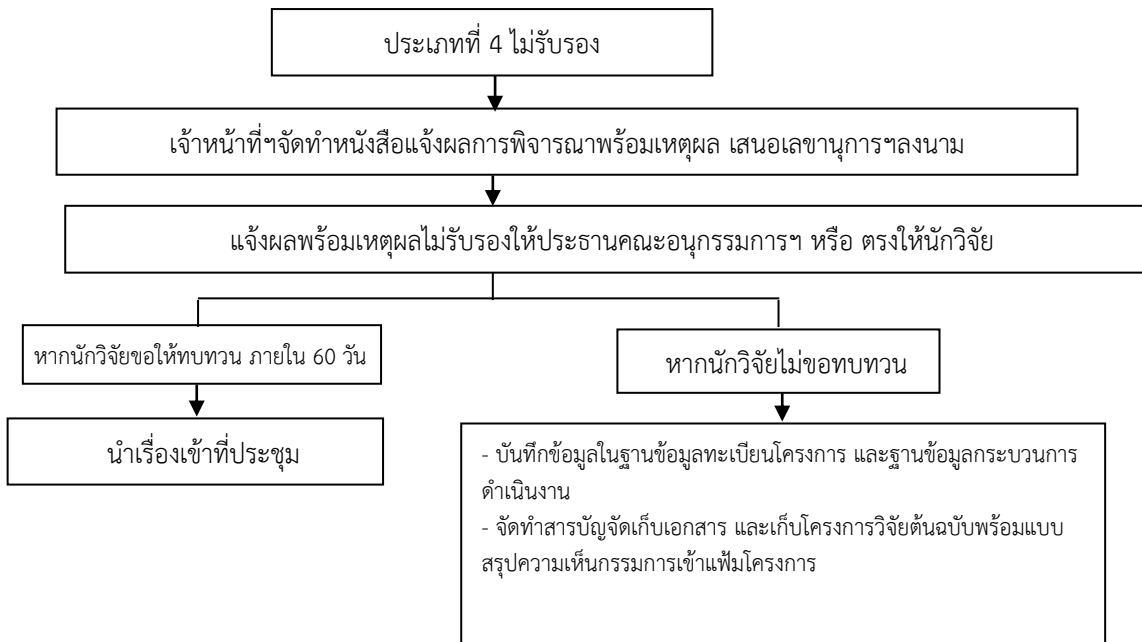 ประเภทที่ 4 ไม่รับรอง
เจ้าหน้าที่ฯจัดทำหนังสือแจ้งผลการพิจารณาพร้อมเหตุผล เสนอเลขานุการฯลงนาม
แจ้งผลพร้อมเหตุผลไม่รับรองให้ประธานคณะอนุกรรมการฯ หรือ ตรงให้นักวิจัย
หากนักวิจัยขอให้ทบทวน ภายใน 60 วัน
หากนักวิจัยไม่ขอทบทวน
นำเรื่องเข้าที่ประชุม
- บันทึกข้อมูลในฐานข้อมูลทะเบียนโครงการ และฐานข้อมูลกระบวนการ
ดำเนินงาน
- จัดทำสารบัญจัดเก็บเอกสาร และเก็บโครงการวิจัยต้นฉบับพร้อมแบบ
สรุปความเห็นกรรมการเข้าแฟ้มโครงการ